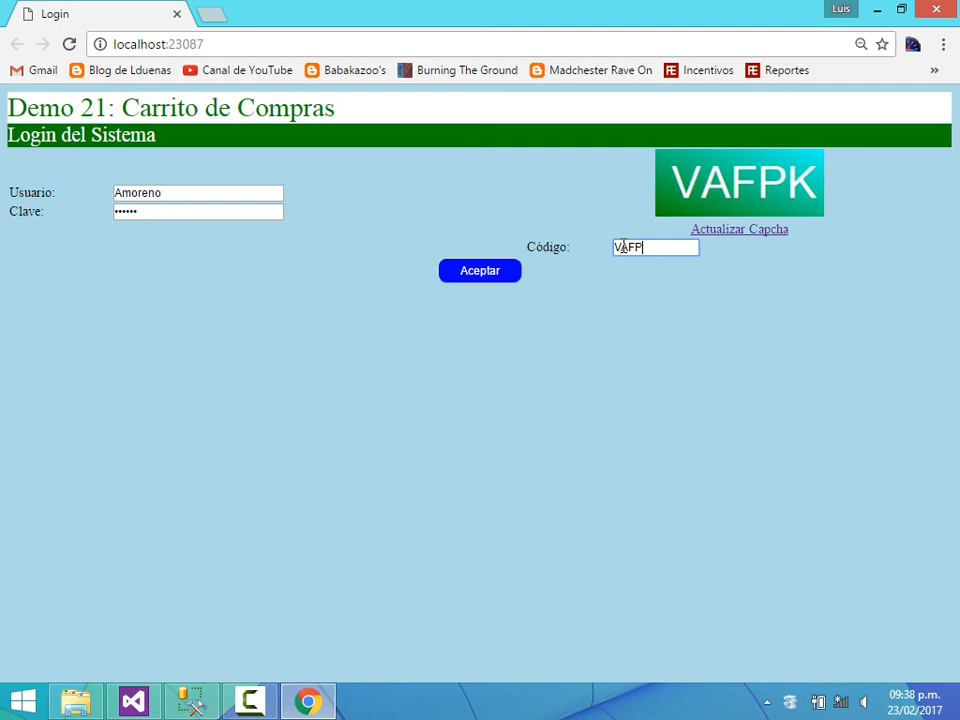 Login
Luis
localhost:23087
Gmail Blog de Lduenas Canal de YouTube Babakazoo's Burning The Ground Madchester Rave On Incentivos Reportes »
Demo 21: Carrito de Compras
Login del Sistema
VAFPK
Usuario: Amoreno
Clave: ••••••
Actualizar Capcha
Código: VAFP
Aceptar
09:38 p.m.
23/02/2017